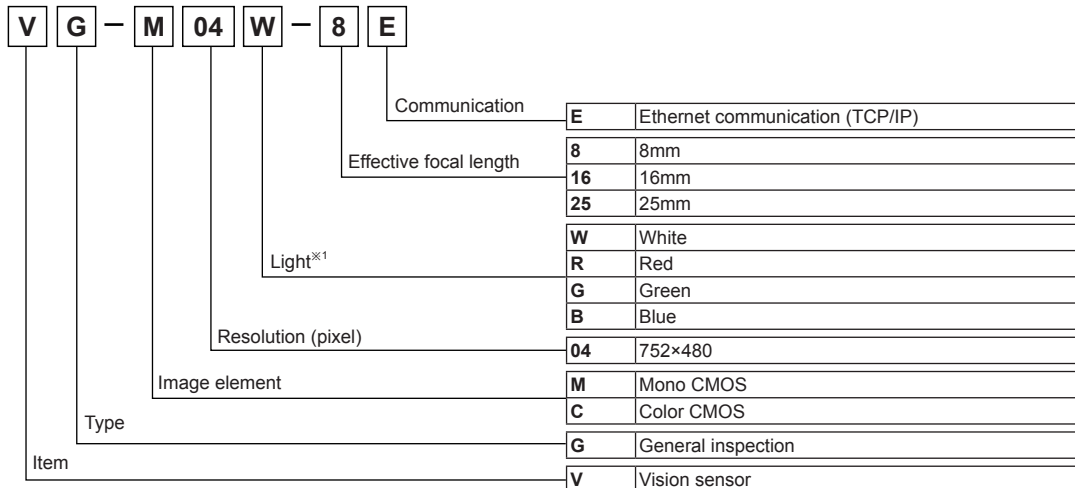 V G – M 04 W – 8 E
Communication
E Ethernet communication (TCP/IP)
Effective focal length
8 8mm
16 16mm
25 25mm
Light※1
W White
R Red
G Green
B Blue
Resolution (pixel)
04 752×480
Image element
M Mono CMOS
C Color CMOS
Type
G General inspection
Item
V Vision sensor